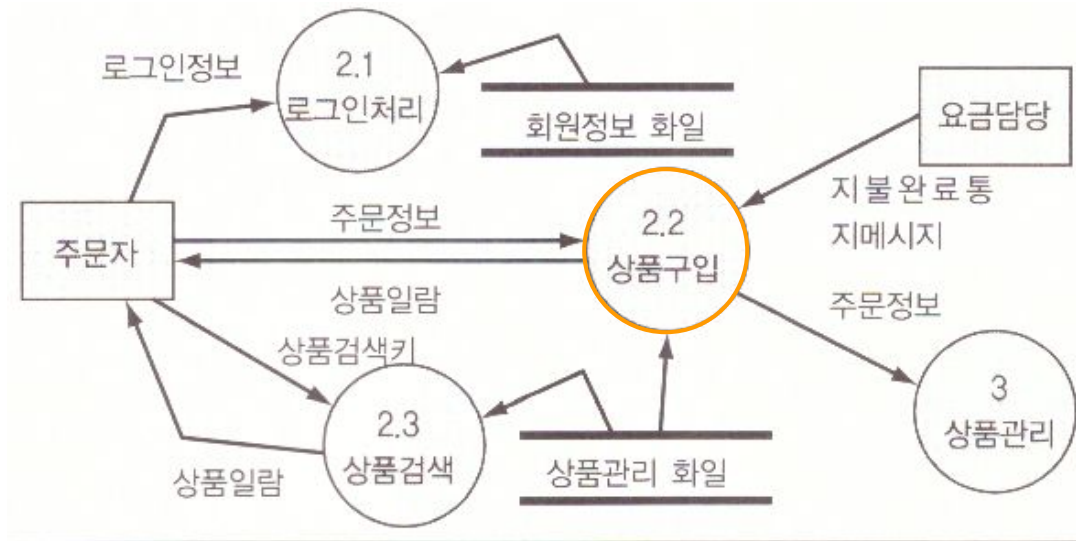 로그인정보
2.1
로그인처리
회원정보 화일
요금담당
지불완료통
지메시지
주문자
주문정보
2.2
상품구입
상품일람
주문정보
상품검색키
2.3
상품검색
상품일람
상품관리 화일
3
상품관리